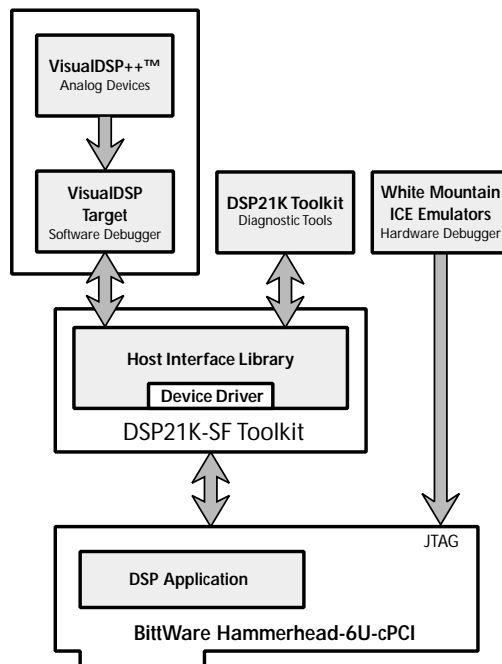 VisualDSP++™
Analog Devices
VisualDSP
Target
Software Debugger
DSP21K Toolkit
Diagnostic Tools
White Mountain
ICE Emulators
Hardware Debugger
Host Interface Library
Device Driver
DSP21K-SF Toolkit
JTAG
DSP Application
BittWare Hammerhead-6U-cPCI